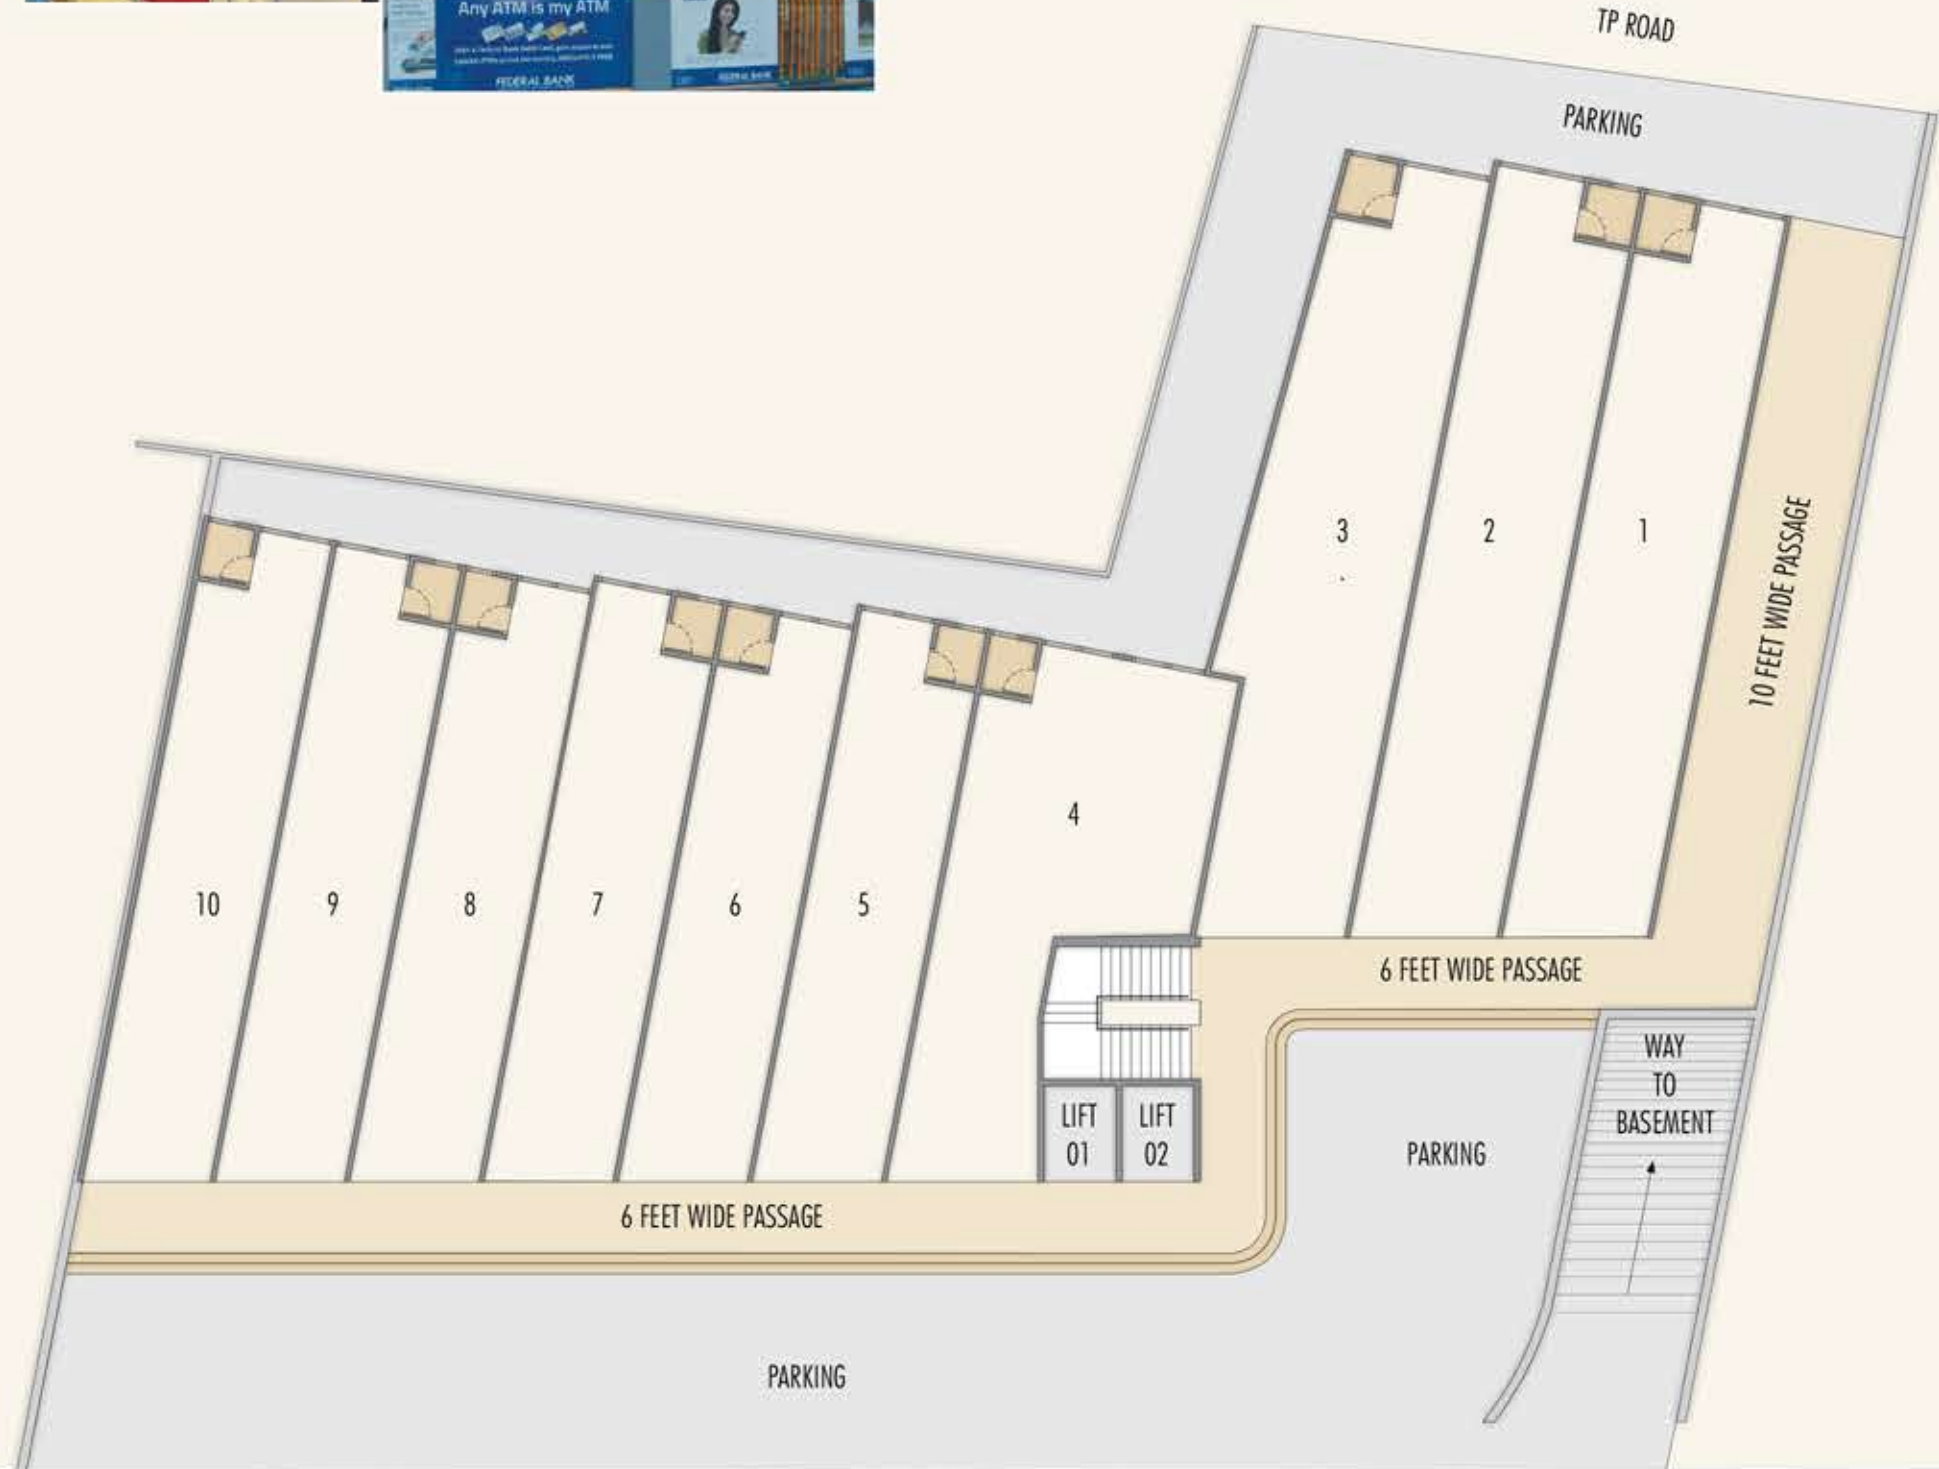 Any ATM is my ATM
FEDERAL BANK
FEDERAL BANK
TP ROAD
PARKING
3
2
1
10 FEET WIDE PASSAGE
4
10
9
8
7
6
5
6 FEET WIDE PASSAGE
WAY
TO
BASEMENT
LIFT
01
LIFT
02
PARKING
6 FEET WIDE PASSAGE
PARKING